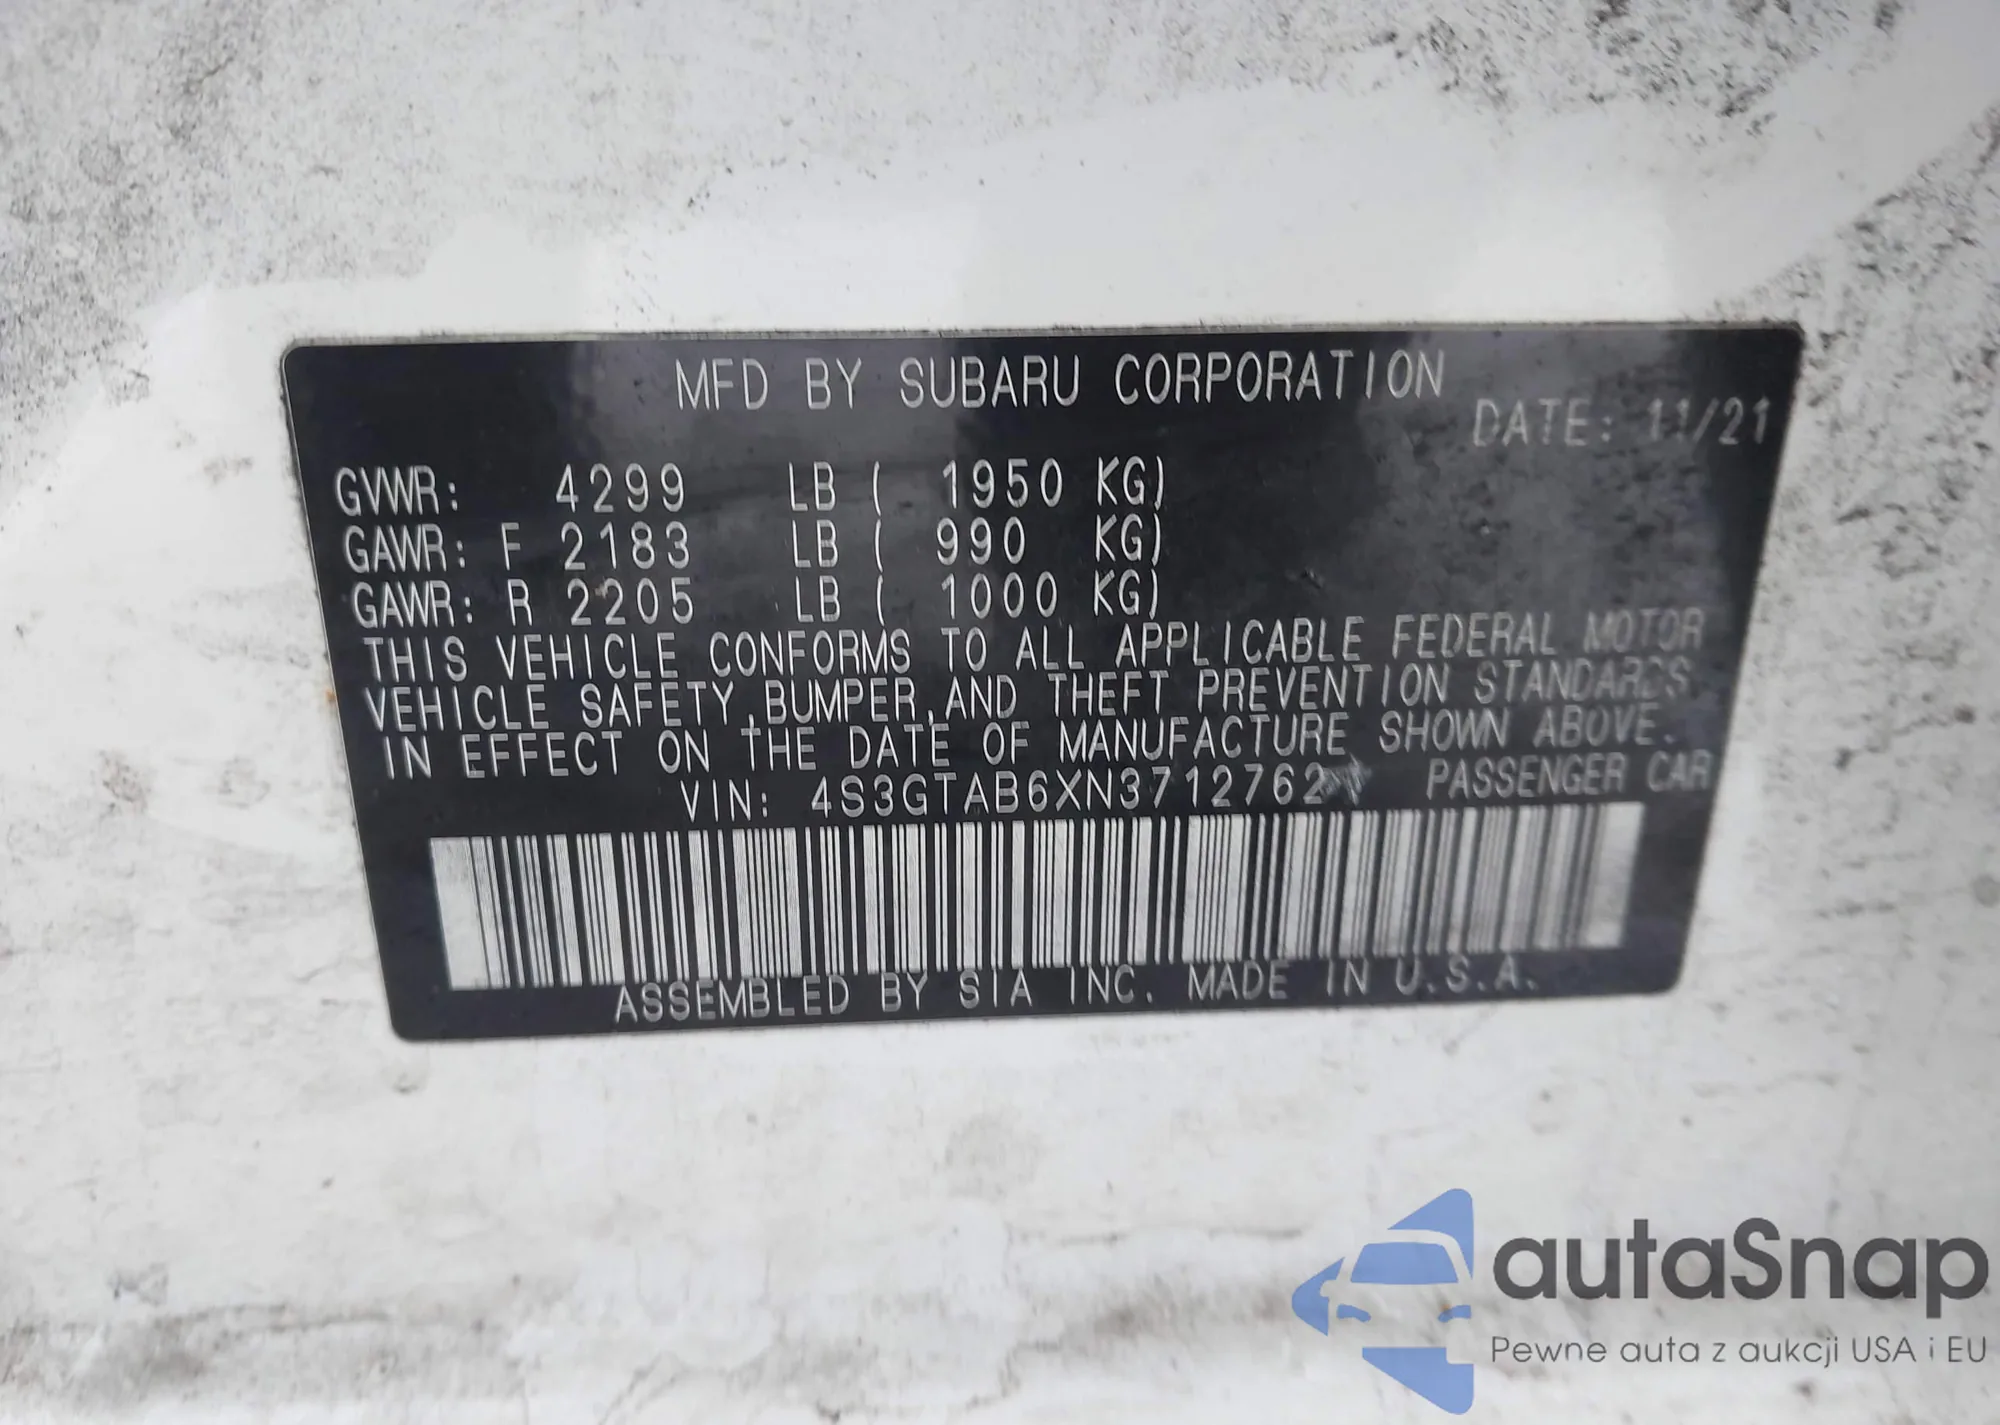 MFD BY SUBARU CORPORATION
DATE: 11/21
GVWR: 4299 LB ( 1950 KG)
GAWR: F 2183 LB ( 990 KG)
GAWR: R 2205 LB ( 1000 KG)
THIS VEHICLE CONFORMS TO ALL APPLICABLE FEDERAL MOTOR
VEHICLE SAFETY,BUMPER,AND THEFT PREVENTION STANDARDS
IN EFFECT ON THE DATE OF MANUFACTURE SHOWN ABOVE.
VIN: 4S3GTAB6XN3712762 PASSENGER CAR
ASSEMBLED BY SIA INC. MADE IN U.S.A.
autaSnap
Pewne auta z aukcji USA i EU